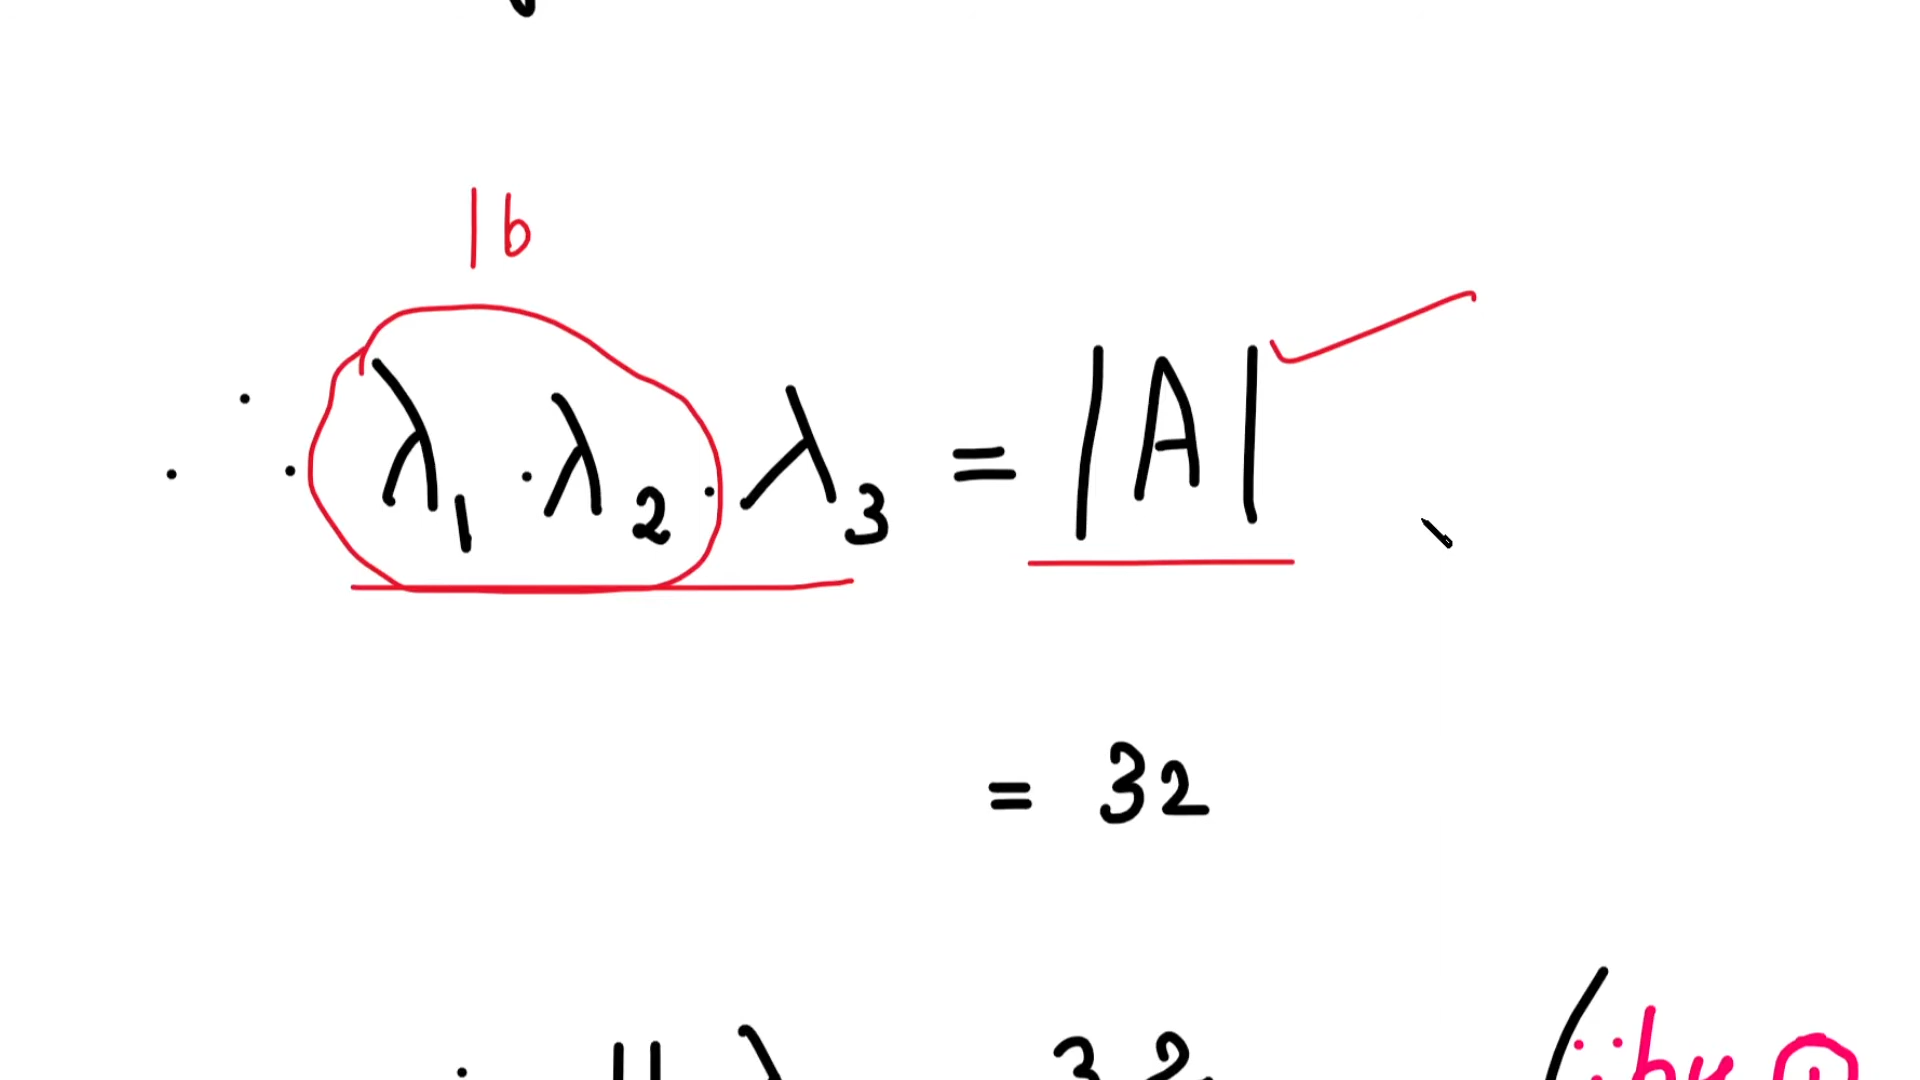 16
∴ λ₁ · λ₂ · λ₃ = |A|
= 32